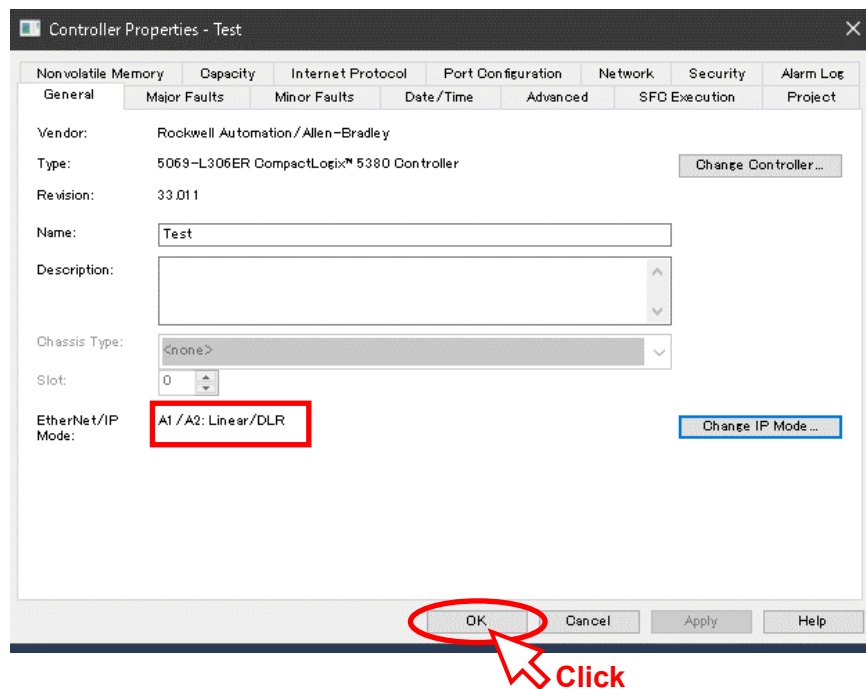 Controller Properties - Test
Nonvolatile Memory Capacity Internet Protocol Port Configuration Network Security Alarm Log
General Major Faults Minor Faults Date/Time Advanced SFC Execution Project
Vendor: Rockwell Automation/Allen-Bradley
Type: 5069-L306ER CompactLogix™ 5380 Controller Change Controller...
Revision: 33.011
Name: Test
Description:
Chassis Type: <none>
Slot: 0
EtherNet/IP Mode: A1/A2: Linear/DLR Change IP Mode...
OK Cancel Apply Help
Click